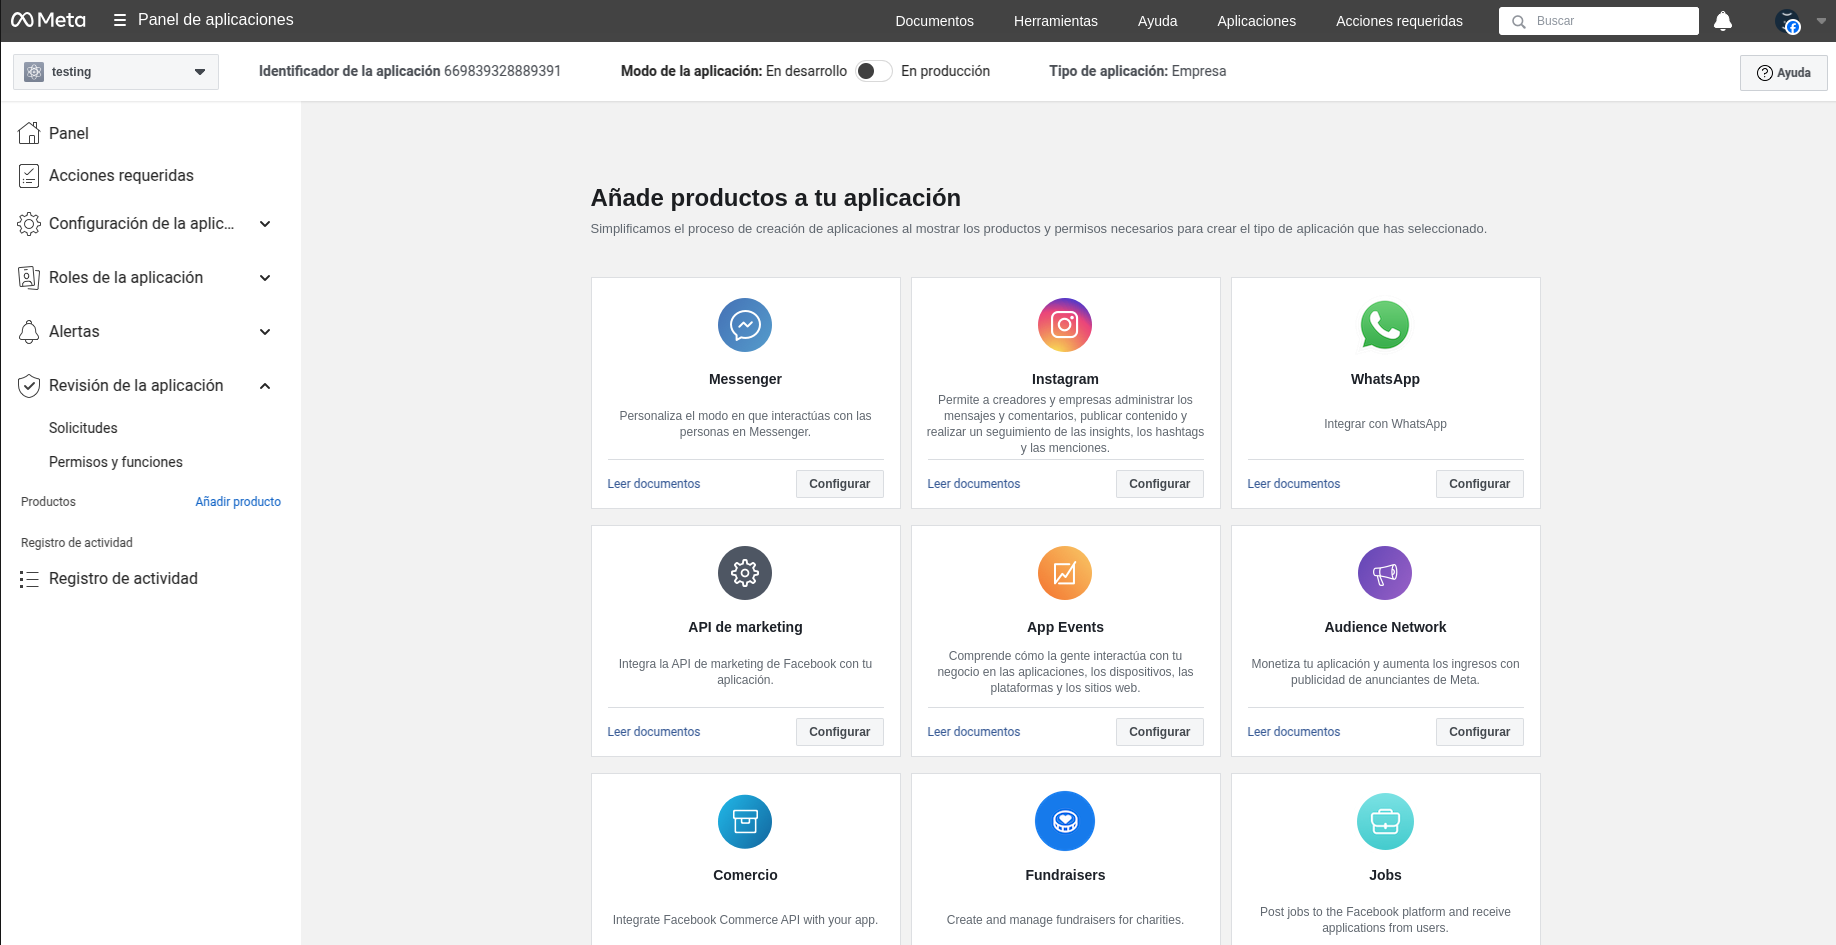 Meta
Panel de aplicaciones
Documentos
Herramientas
Ayuda
Aplicaciones
Acciones requeridas
Buscar
testing
Identificador de la aplicación 669839328889391
Modo de la aplicación: En desarrollo
En producción
Tipo de aplicación: Empresa
Ayuda
Panel
Acciones requeridas
Configuración de la aplic...
Roles de la aplicación
Alertas
Revisión de la aplicación
Solicitudes
Permisos y funciones
Productos
Añadir producto
Registro de actividad
Registro de actividad
Añade productos a tu aplicación
Simplificamos el proceso de creación de aplicaciones al mostrar los productos y permisos necesarios para crear el tipo de aplicación que has seleccionado.
Messenger
Personaliza el modo en que interactúas con las
personas en Messenger.
Leer documentos
Configurar
Instagram
Permite a creadores y empresas administrar los
mensajes y comentarios, publicar contenido y
realizar un seguimiento de las insights, los hashtags
y las menciones.
Leer documentos
Configurar
WhatsApp
Integrar con WhatsApp
Leer documentos
Configurar
API de marketing
Integra la API de marketing de Facebook con tu
aplicación.
Leer documentos
Configurar
App Events
Comprende cómo la gente interactúa con tu
negocio en las aplicaciones, los dispositivos, las
plataformas y los sitios web.
Leer documentos
Configurar
Audience Network
Monetiza tu aplicación y aumenta los ingresos con
publicidad de anunciantes de Meta.
Leer documentos
Configurar
Comercio
Integrate Facebook Commerce API with your app.
Fundraisers
Create and manage fundraisers for charities.
Jobs
Post jobs to the Facebook platform and receive
applications from users.